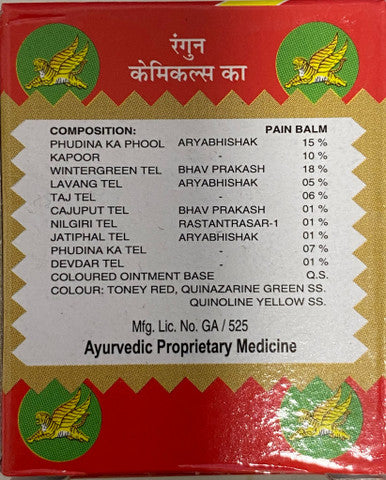 रंगुन
केमिकल्स का
COMPOSITION: PAIN BALM
PHUDINA KA PHOOL ARYABHISHAK 15 %
KAPOOR - 10 %
WINTERGREEN TEL BHAV PRAKASH 18 %
LAVANG TEL ARYABHISHAK 05 %
TAJ TEL - 06 %
CAJUPUT TEL BHAV PRAKASH 01 %
NILGIRI TEL RASTANTRASAR-1 01 %
JATIPHAL TEL ARYABHISHAK 01 %
PHUDINA KA TEL - 07 %
DEVDAR TEL - 01 %
COLOURED OINTMENT BASE Q.S.
COLOUR: TONEY RED, QUINAZARINE GREEN SS.
QUINOLINE YELLOW SS.
Mfg. Lic. No. GA / 525
Ayurvedic Proprietary Medicine